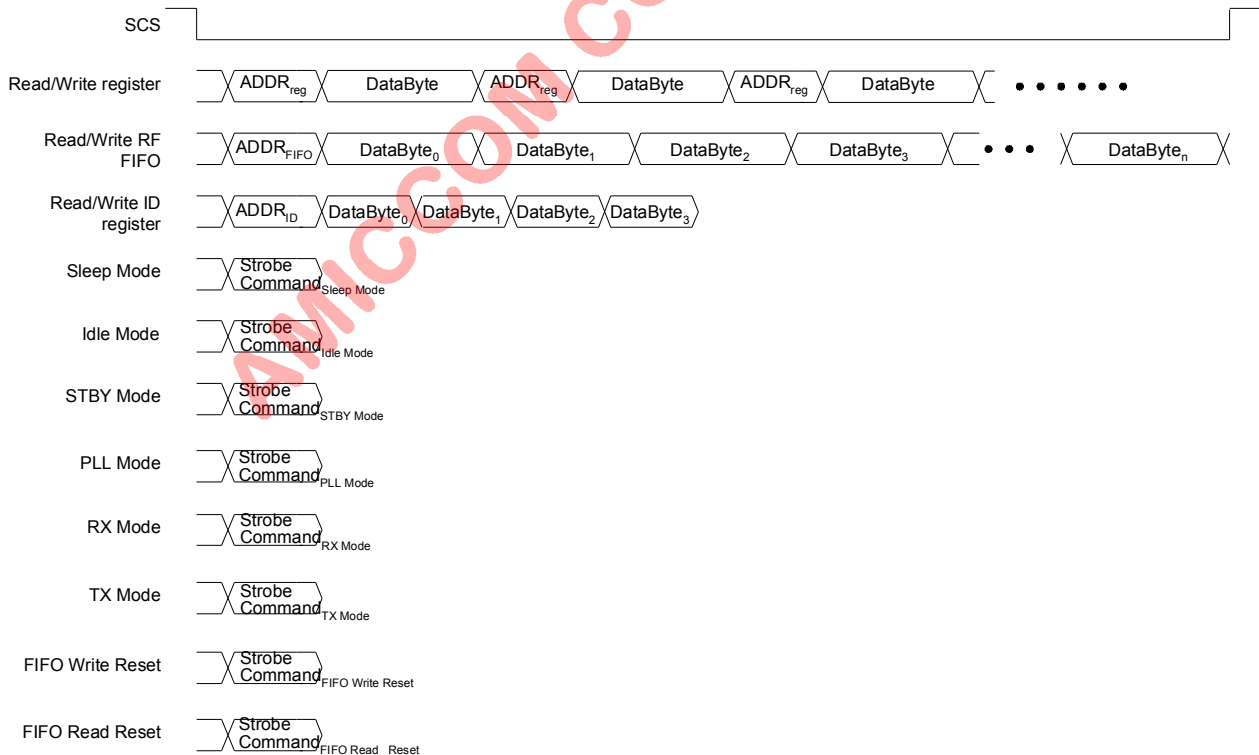 SCS
Read/Write register ADDRreg DataByte ADDRreg DataByte ADDRreg DataByte
Read/Write RF
FIFO
ADDRFIFO DataByte0 DataByte1 DataByte2 DataByte3 DataByten
Read/Write ID
register
ADDRID DataByte0 DataByte1 DataByte2 DataByte3
Sleep Mode
Strobe
CommandSleep Mode
Idle Mode
Strobe
CommandIdle Mode
STBY Mode
Strobe
CommandSTBY Mode
PLL Mode
Strobe
CommandPLL Mode
RX Mode
Strobe
CommandRX Mode
TX Mode
Strobe
CommandTX Mode
FIFO Write Reset
Strobe
CommandFIFO Write Reset
FIFO Read Reset
Strobe
CommandFIFO Read Reset
AMICCOM